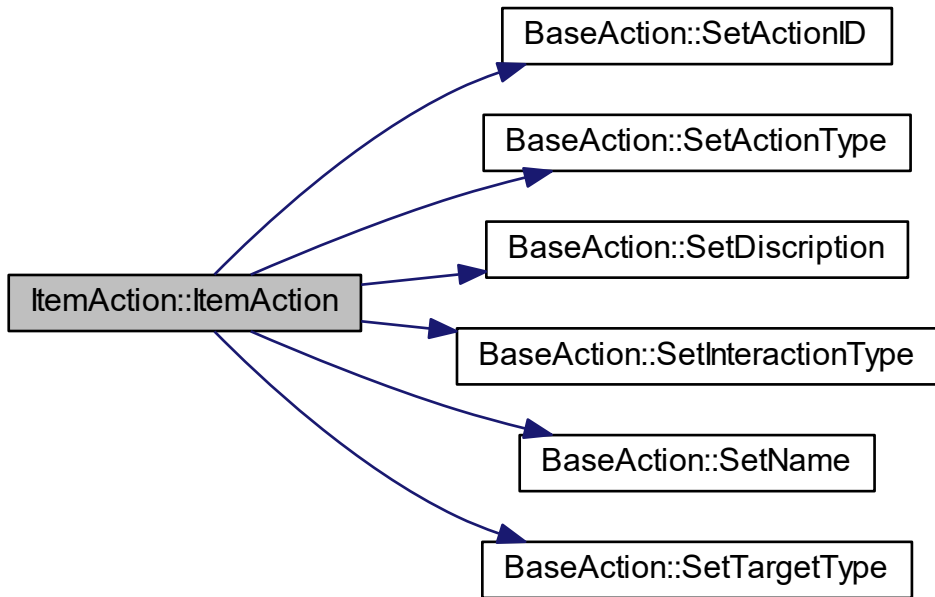 BaseAction::SetActionID
BaseAction::SetActionType
BaseAction::SetDiscription
ItemAction::ItemAction
BaseAction::SetInteractionType
BaseAction::SetName
BaseAction::SetTargetType